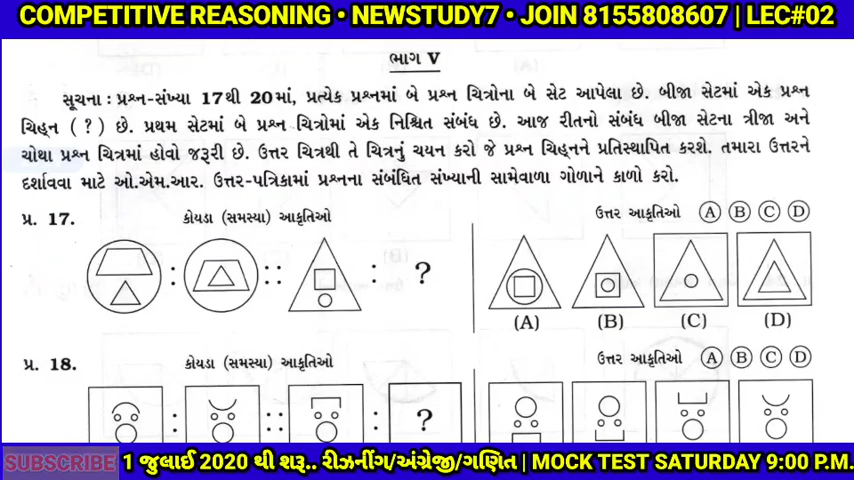 COMPETITIVE REASONING • NEWSTUDY7 • JOIN 8155808607 | LEC#02
ભાગ V
સૂચના : પ્રશ્ન-સંખ્યા 17થી 20માં, પ્રત્યેક પ્રશ્નમાં બે પ્રશ્ન ચિત્રોના બે સેટ આપેલા છે. બીજા સેટમાં એક પ્રશ્ન
ચિહ્ન ( ? ) છે. પ્રથમ સેટમાં બે પ્રશ્ન ચિત્રોમાં એક નિશ્ચિત સંબંધ છે. આજ રીતનો સંબંધ બીજા સેટના ત્રીજા અને
ચોથા પ્રશ્ન ચિત્રમાં હોવો જરૂરી છે. ઉત્તર ચિત્રથી તે ચિત્રનું ચયન કરો જે પ્રશ્ન ચિહ્નને પ્રતિસ્થાપિત કરશે. તમારા ઉત્તરને
દર્શાવવા માટે ઓ.એમ.આર. ઉત્તર-પત્રિકામાં પ્રશ્નના સંબંધિત સંખ્યાની સામેવાળા ગોળાને કાળો કરો.
પ્ર. 17. કોયડા (સમસ્યા) આકૃતિઓ ઉત્તર આકૃતિઓ A B C D
: :: : ?
(A) (B) (C) (D)
પ્ર. 18. કોયડા (સમસ્યા) આકૃતિઓ ઉત્તર આકૃતિઓ A B C D
: :: : ?
SUBSCRIBE 1 જુલાઈ 2020 થી શરૂ.. રીઝનીંગ/અંગ્રેજી/ગણિત | MOCK TEST SATURDAY 9:00 P.M.